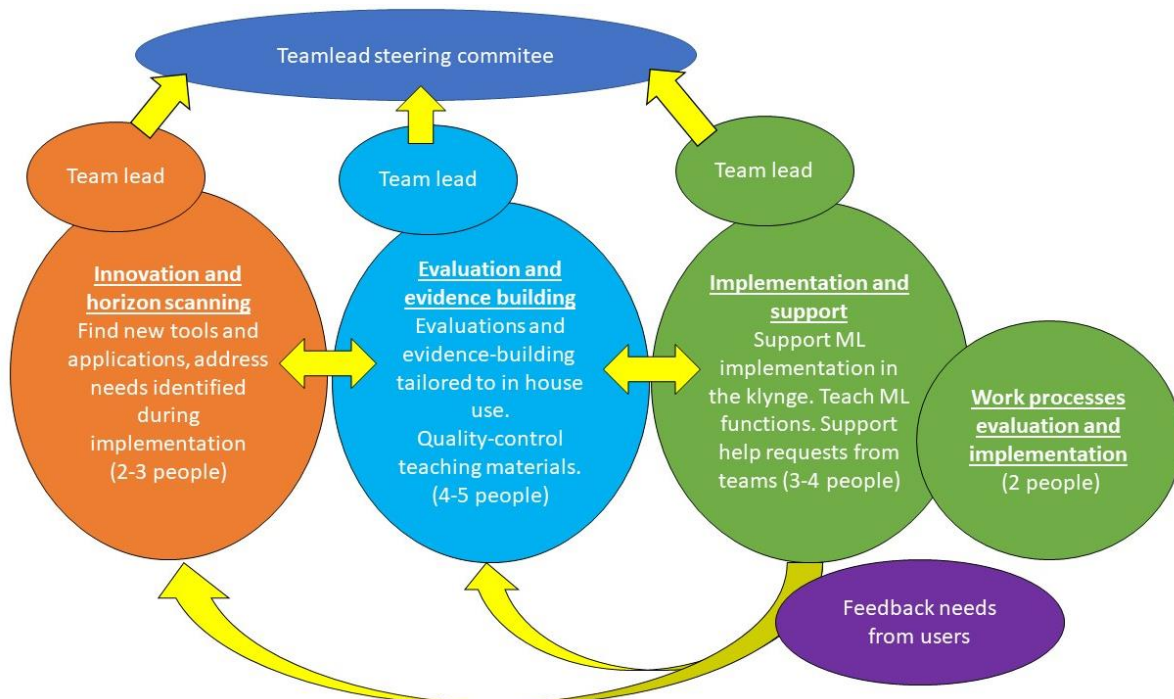 Teamlead steering commitee
Team lead
Team lead
Team lead
Innovation and
horizon scanning
Find new tools and
applications, address
needs identified
during
implementation
(2-3 people)
Evaluation and
evidence building
Evaluations and
evidence-building
tailored to in house
use.
Quality-control
teaching materials.
(4-5 people)
Implementation and
support
Support ML
implementation in
the klynge. Teach ML
functions. Support
help requests from
teams (3-4 people)
Work processes
evaluation and
implementation
(2 people)
Feedback needs
from users